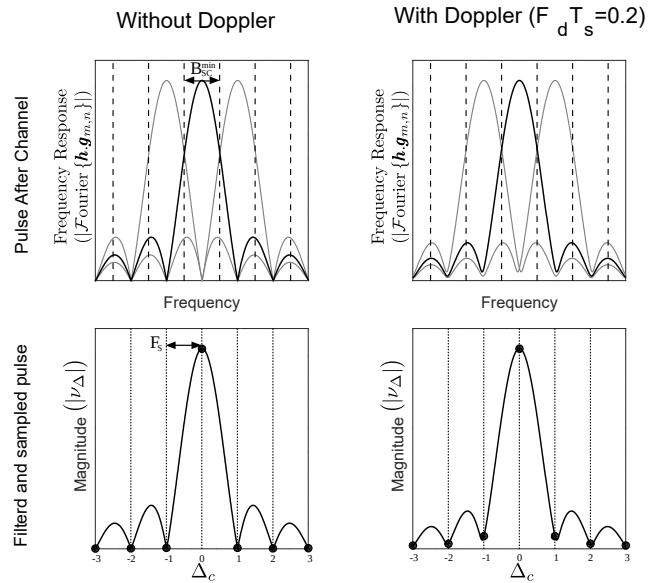 Without Doppler
With Doppler (F_d T_s=0.2)
Pulse After Channel
Frequency Response
(|𝓕ourier {h.g_{m,n}}|)
B_SC^min
Frequency Response
(|𝓕ourier {h.g_{m,n}}|)
Frequency
Frequency
Filterd and sampled pulse
Magnitude (|ν_Δ|)
F_s
Magnitude (|ν_Δ|)
-3 -2 -1 0 1 2 3
-3 -2 -1 0 1 2 3
Δ_c
Δ_c